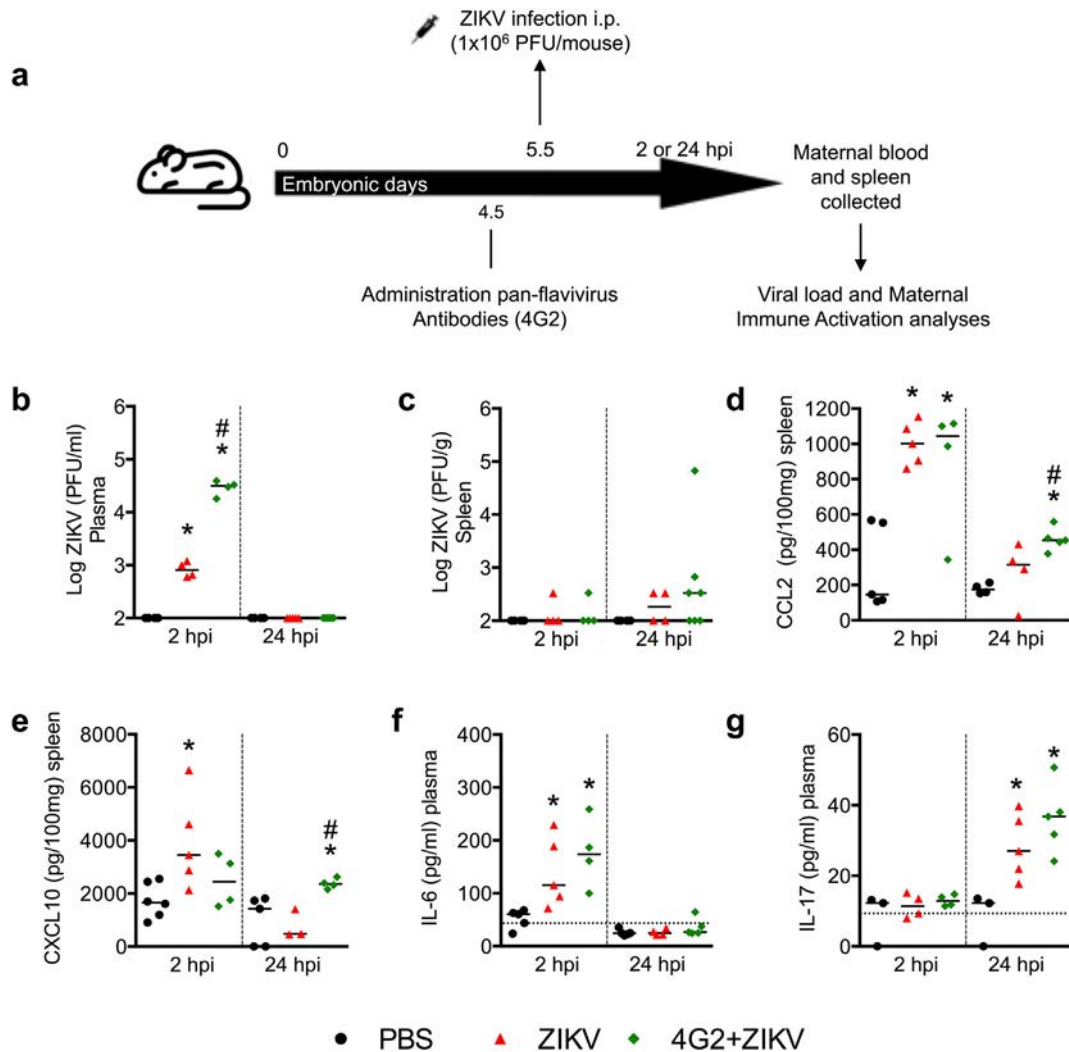 a
ZIKV infection i.p.
(1x10⁶ PFU/mouse)
0
5.5
2 or 24 hpi
Embryonic days
4.5
Maternal blood
and spleen
collected
Administration pan-flavivirus
Antibodies (4G2)
Viral load and Maternal
Immune Activation analyses
b
Log ZIKV (PFU/ml)
Plasma
6
5
4
3
2
*
#
*
2 hpi
24 hpi
c
Log ZIKV (PFU/g)
Spleen
6
5
4
3
2
2 hpi
24 hpi
d
CCL2 (pg/100mg) spleen
1200
1000
800
600
400
200
0
*
*
#
*
2 hpi
24 hpi
e
CXCL10 (pg/100mg) spleen
8000
6000
4000
2000
0
*
#
*
2 hpi
24 hpi
f
IL-6 (pg/ml) plasma
400
300
200
100
0
*
*
2 hpi
24 hpi
g
IL-17 (pg/ml) plasma
60
40
20
0
*
*
2 hpi
24 hpi
PBS
ZIKV
4G2+ZIKV